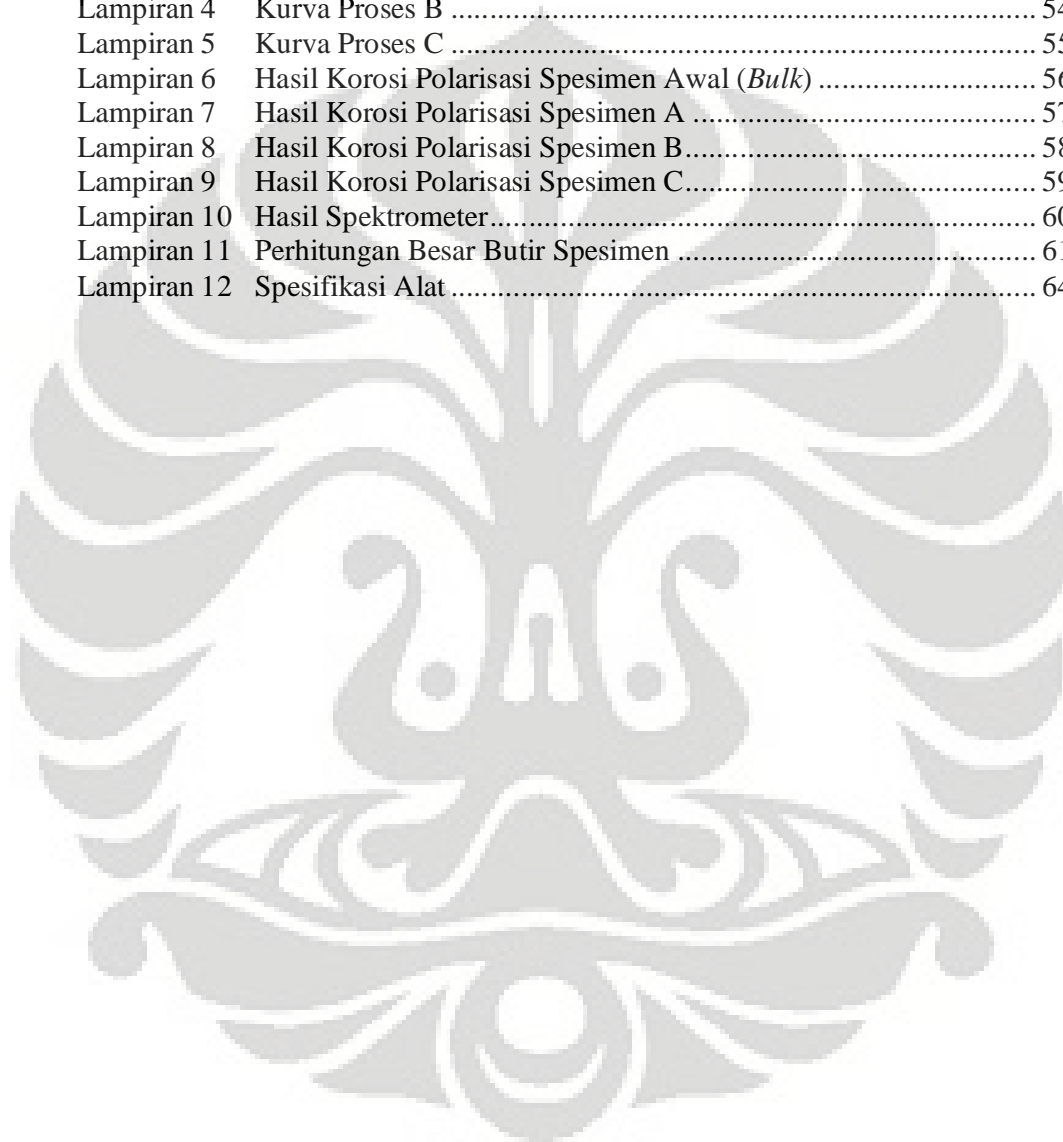 Lampiran 4 Kurva Proses B ........................................................................ 54
Lampiran 5 Kurva Proses C ........................................................................ 55
Lampiran 6 Hasil Korosi Polarisasi Spesimen Awal (Bulk) ........................... 56
Lampiran 7 Hasil Korosi Polarisasi Spesimen A .......................................... 57
Lampiran 8 Hasil Korosi Polarisasi Spesimen B........................................... 58
Lampiran 9 Hasil Korosi Polarisasi Spesimen C........................................... 59
Lampiran 10 Hasil Spektrometer................................................................... 60
Lampiran 11 Perhitungan Besar Butir Spesimen ............................................ 61
Lampiran 12 Spesifikasi Alat ........................................................................ 64